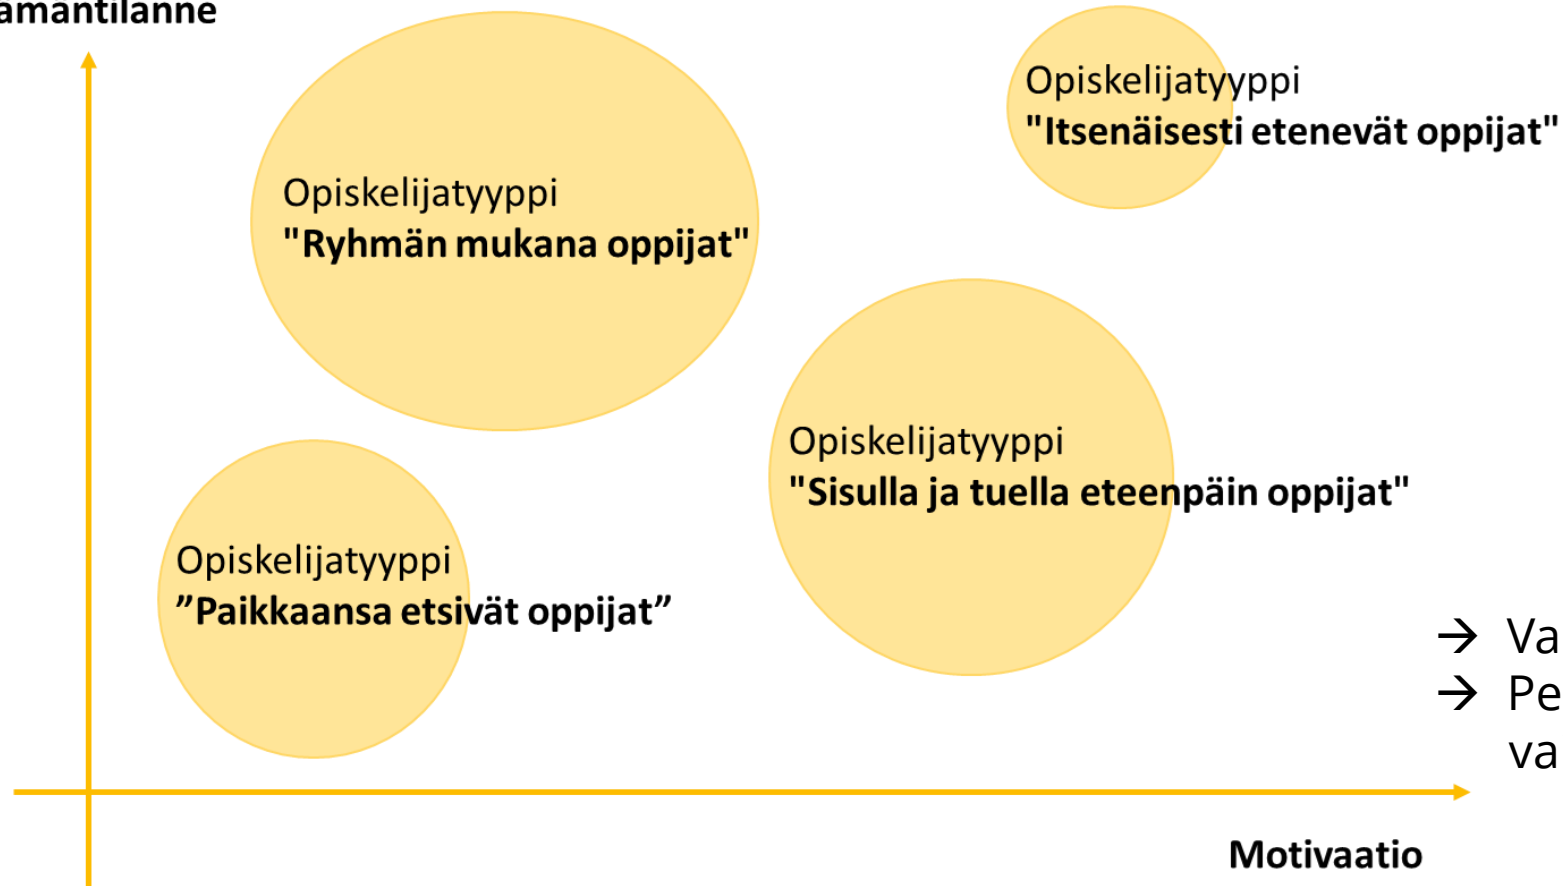 ämäntilanne
Opiskelijatyyppi
"Itsenäisesti etenevät oppijat"
Opiskelijatyyppi
"Ryhmän mukana oppijat"
Opiskelijatyyppi
"Sisulla ja tuella eteenpäin oppijat"
Opiskelijatyyppi
”Paikkaansa etsivät oppijat”
→ Va
→ Pe
va
Motivaatio